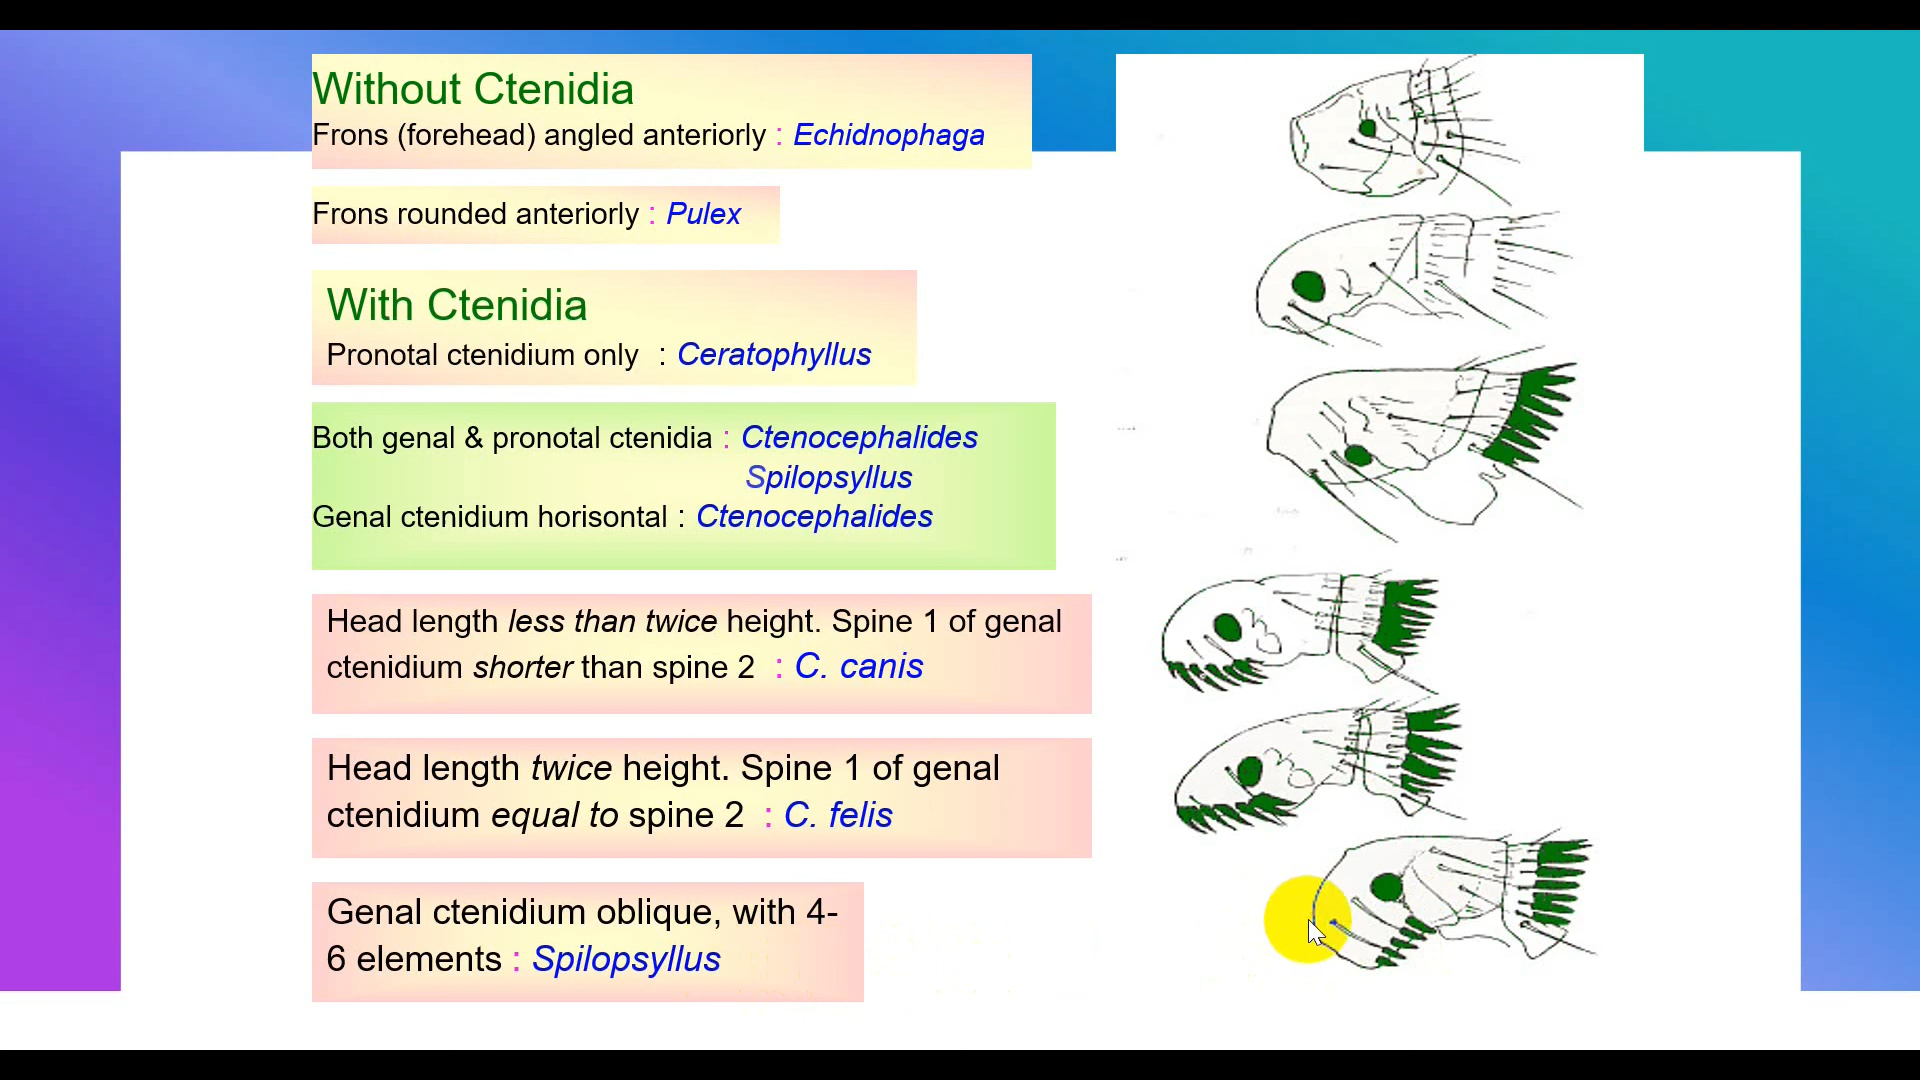 Without Ctenidia
Frons (forehead) angled anteriorly : Echidnophaga
Frons rounded anteriorly : Pulex
With Ctenidia
Pronotal ctenidium only : Ceratophyllus
Both genal & pronotal ctenidia : Ctenocephalides
Spilopsyllus
Genal ctenidium horisontal : Ctenocephalides
Head length less than twice height. Spine 1 of genal
ctenidium shorter than spine 2 : C. canis
Head length twice height. Spine 1 of genal
ctenidium equal to spine 2 : C. felis
Genal ctenidium oblique, with 4-
6 elements : Spilopsyllus